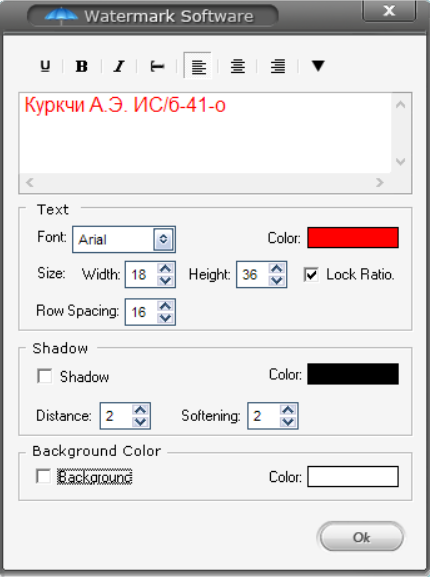 Watermark Software
X
U B I T
Куркчи А.Э. ИС/б-41-о
Text
Font: Arial Color:
Size: Width: 18 Height: 36 Lock Ratio.
Row Spacing: 16
Shadow
Shadow Color:
Distance: 2 Softening: 2
Background Color
Background Color:
Ok